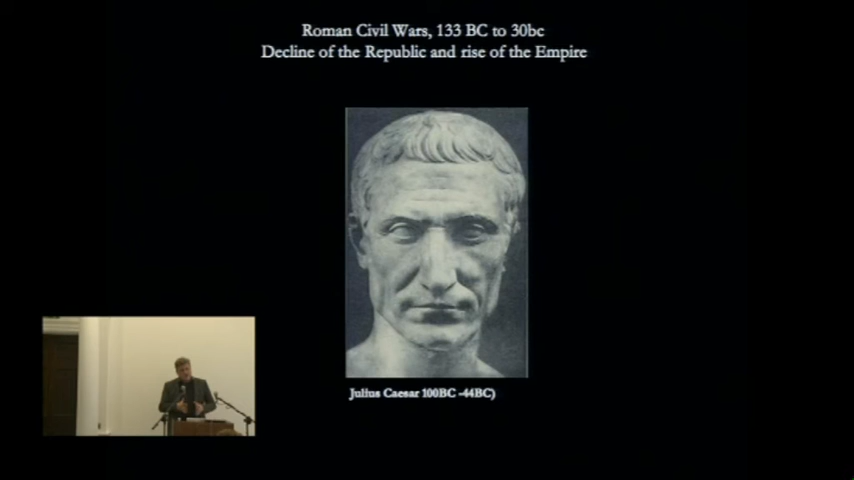 Roman Civil Wars, 133 BC to 30bc
Decline of the Republic and rise of the Empire
Julius Caesar 100BC -44BC)